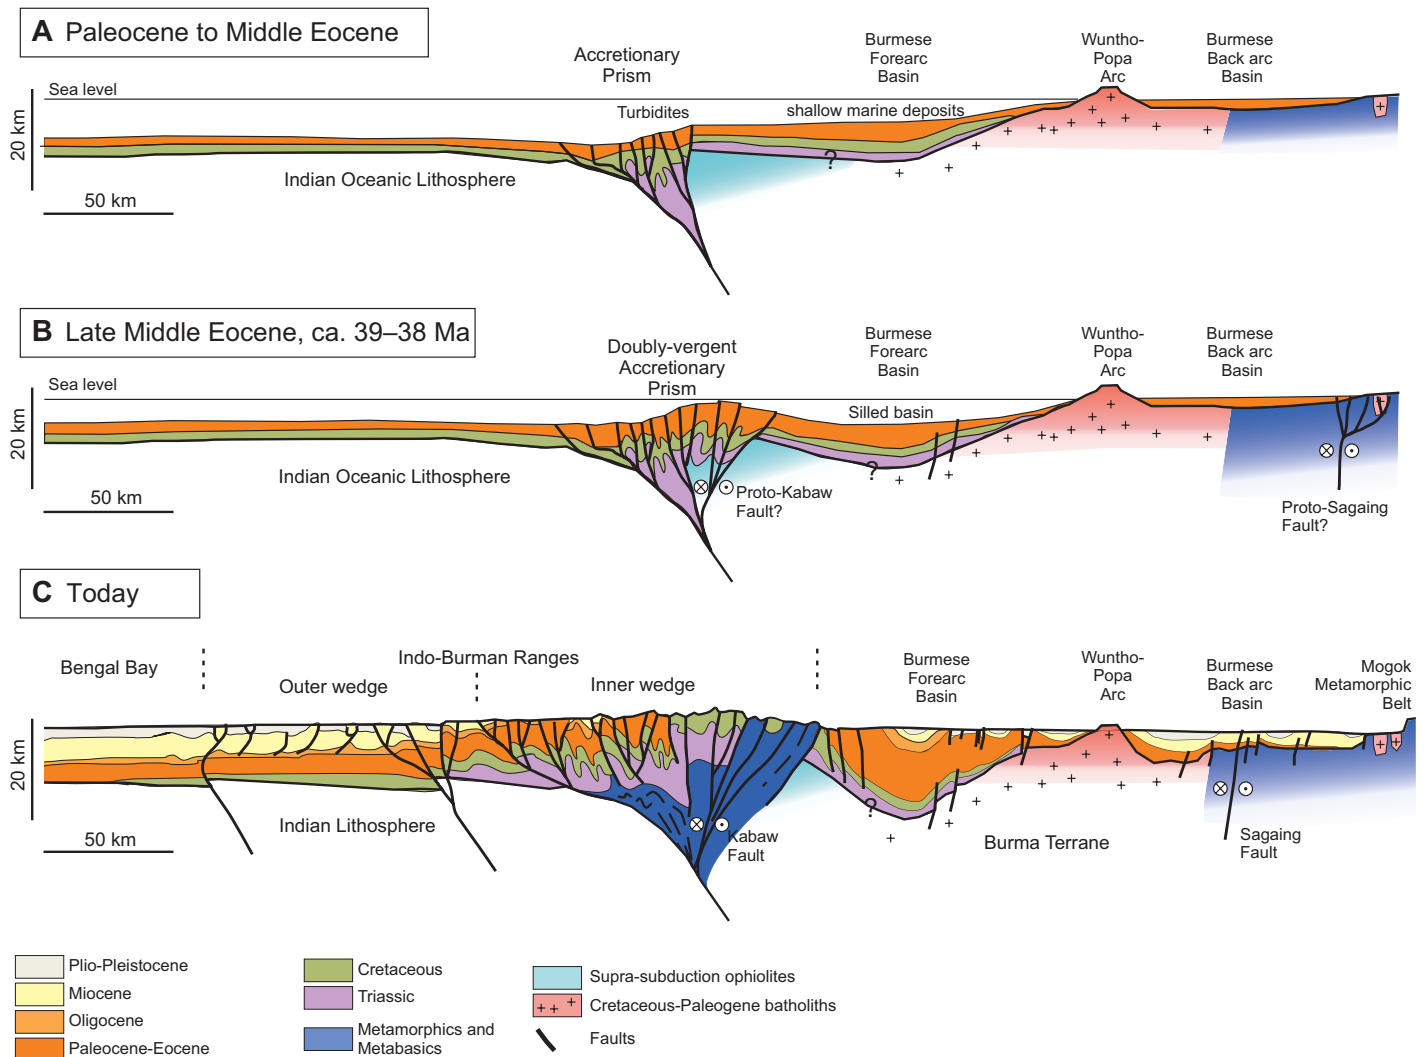 A Paleocene to Middle Eocene
Accretionary
Prism
Burmese
Forearc
Basin
Wuntho-
Popa
Arc
Burmese
Back arc
Basin
Sea level
Turbidites
shallow marine deposits
20 km
?
Indian Oceanic Lithosphere
50 km
B Late Middle Eocene, ca. 39–38 Ma
Doubly-vergent
Accretionary
Prism
Burmese
Forearc
Basin
Wuntho-
Popa
Arc
Burmese
Back arc
Basin
Sea level
Silled basin
20 km
?
Indian Oceanic Lithosphere
50 km
Proto-Kabaw
Fault?
Proto-Sagaing
Fault?
C Today
Bengal Bay
Indo-Burman Ranges
Outer wedge
Inner wedge
Burmese
Forearc
Basin
Wuntho-
Popa
Arc
Burmese
Back arc
Basin
Mogok
Metamorphic
Belt
20 km
?
Indian Lithosphere
50 km
Kabaw
Fault
Burma Terrane
Sagaing
Fault
Plio-Pleistocene
Miocene
Oligocene
Paleocene-Eocene
Cretaceous
Triassic
Metamorphics and
Metabasics
Supra-subduction ophiolites
Cretaceous-Paleogene batholiths
Faults